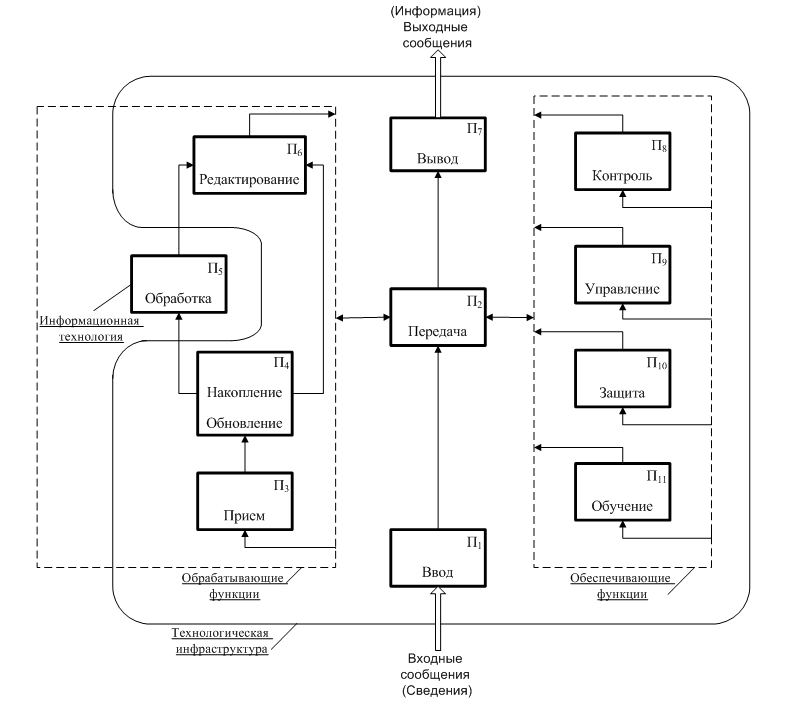 (Информация)
Выходные
сообщения
П7
Вывод
П6
Редактирование
П8
Контроль
П5
Обработка
Информационная
технология
П2
Передача
П9
Управление
П4
Накопление
Обновление
П10
Защита
П3
Прием
П11
Обучение
П1
Ввод
Обрабатывающие
функции
Обеспечивающие
функции
Технологическая
инфраструктура
Входные
сообщения
(Сведения)